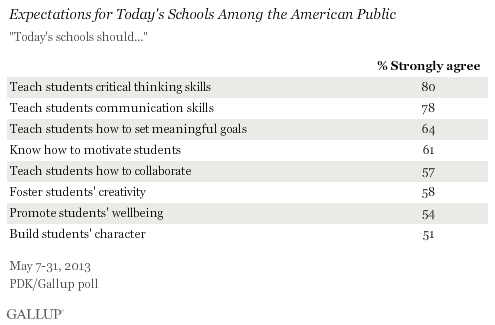 Expectations for Today's Schools Among the American Public
"Today's schools should..."
% Strongly agree
Teach students critical thinking skills 80
Teach students communication skills 78
Teach students how to set meaningful goals 64
Know how to motivate students 61
Teach students how to collaborate 57
Foster students' creativity 58
Promote students' wellbeing 54
Build students' character 51
May 7-31, 2013
PDK/Gallup poll
GALLUP®